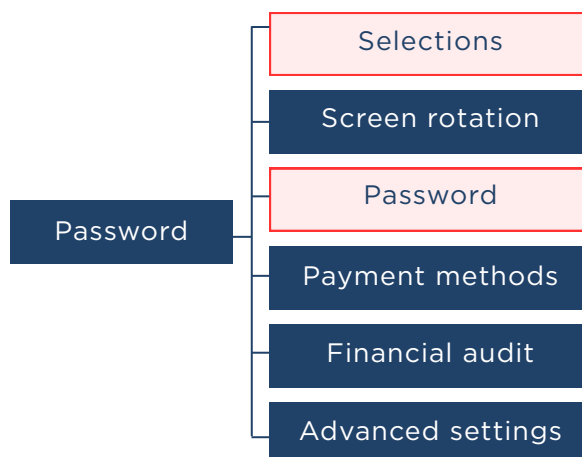 Selections
Screen rotation
Password
Password
Payment methods
Financial audit
Advanced settings